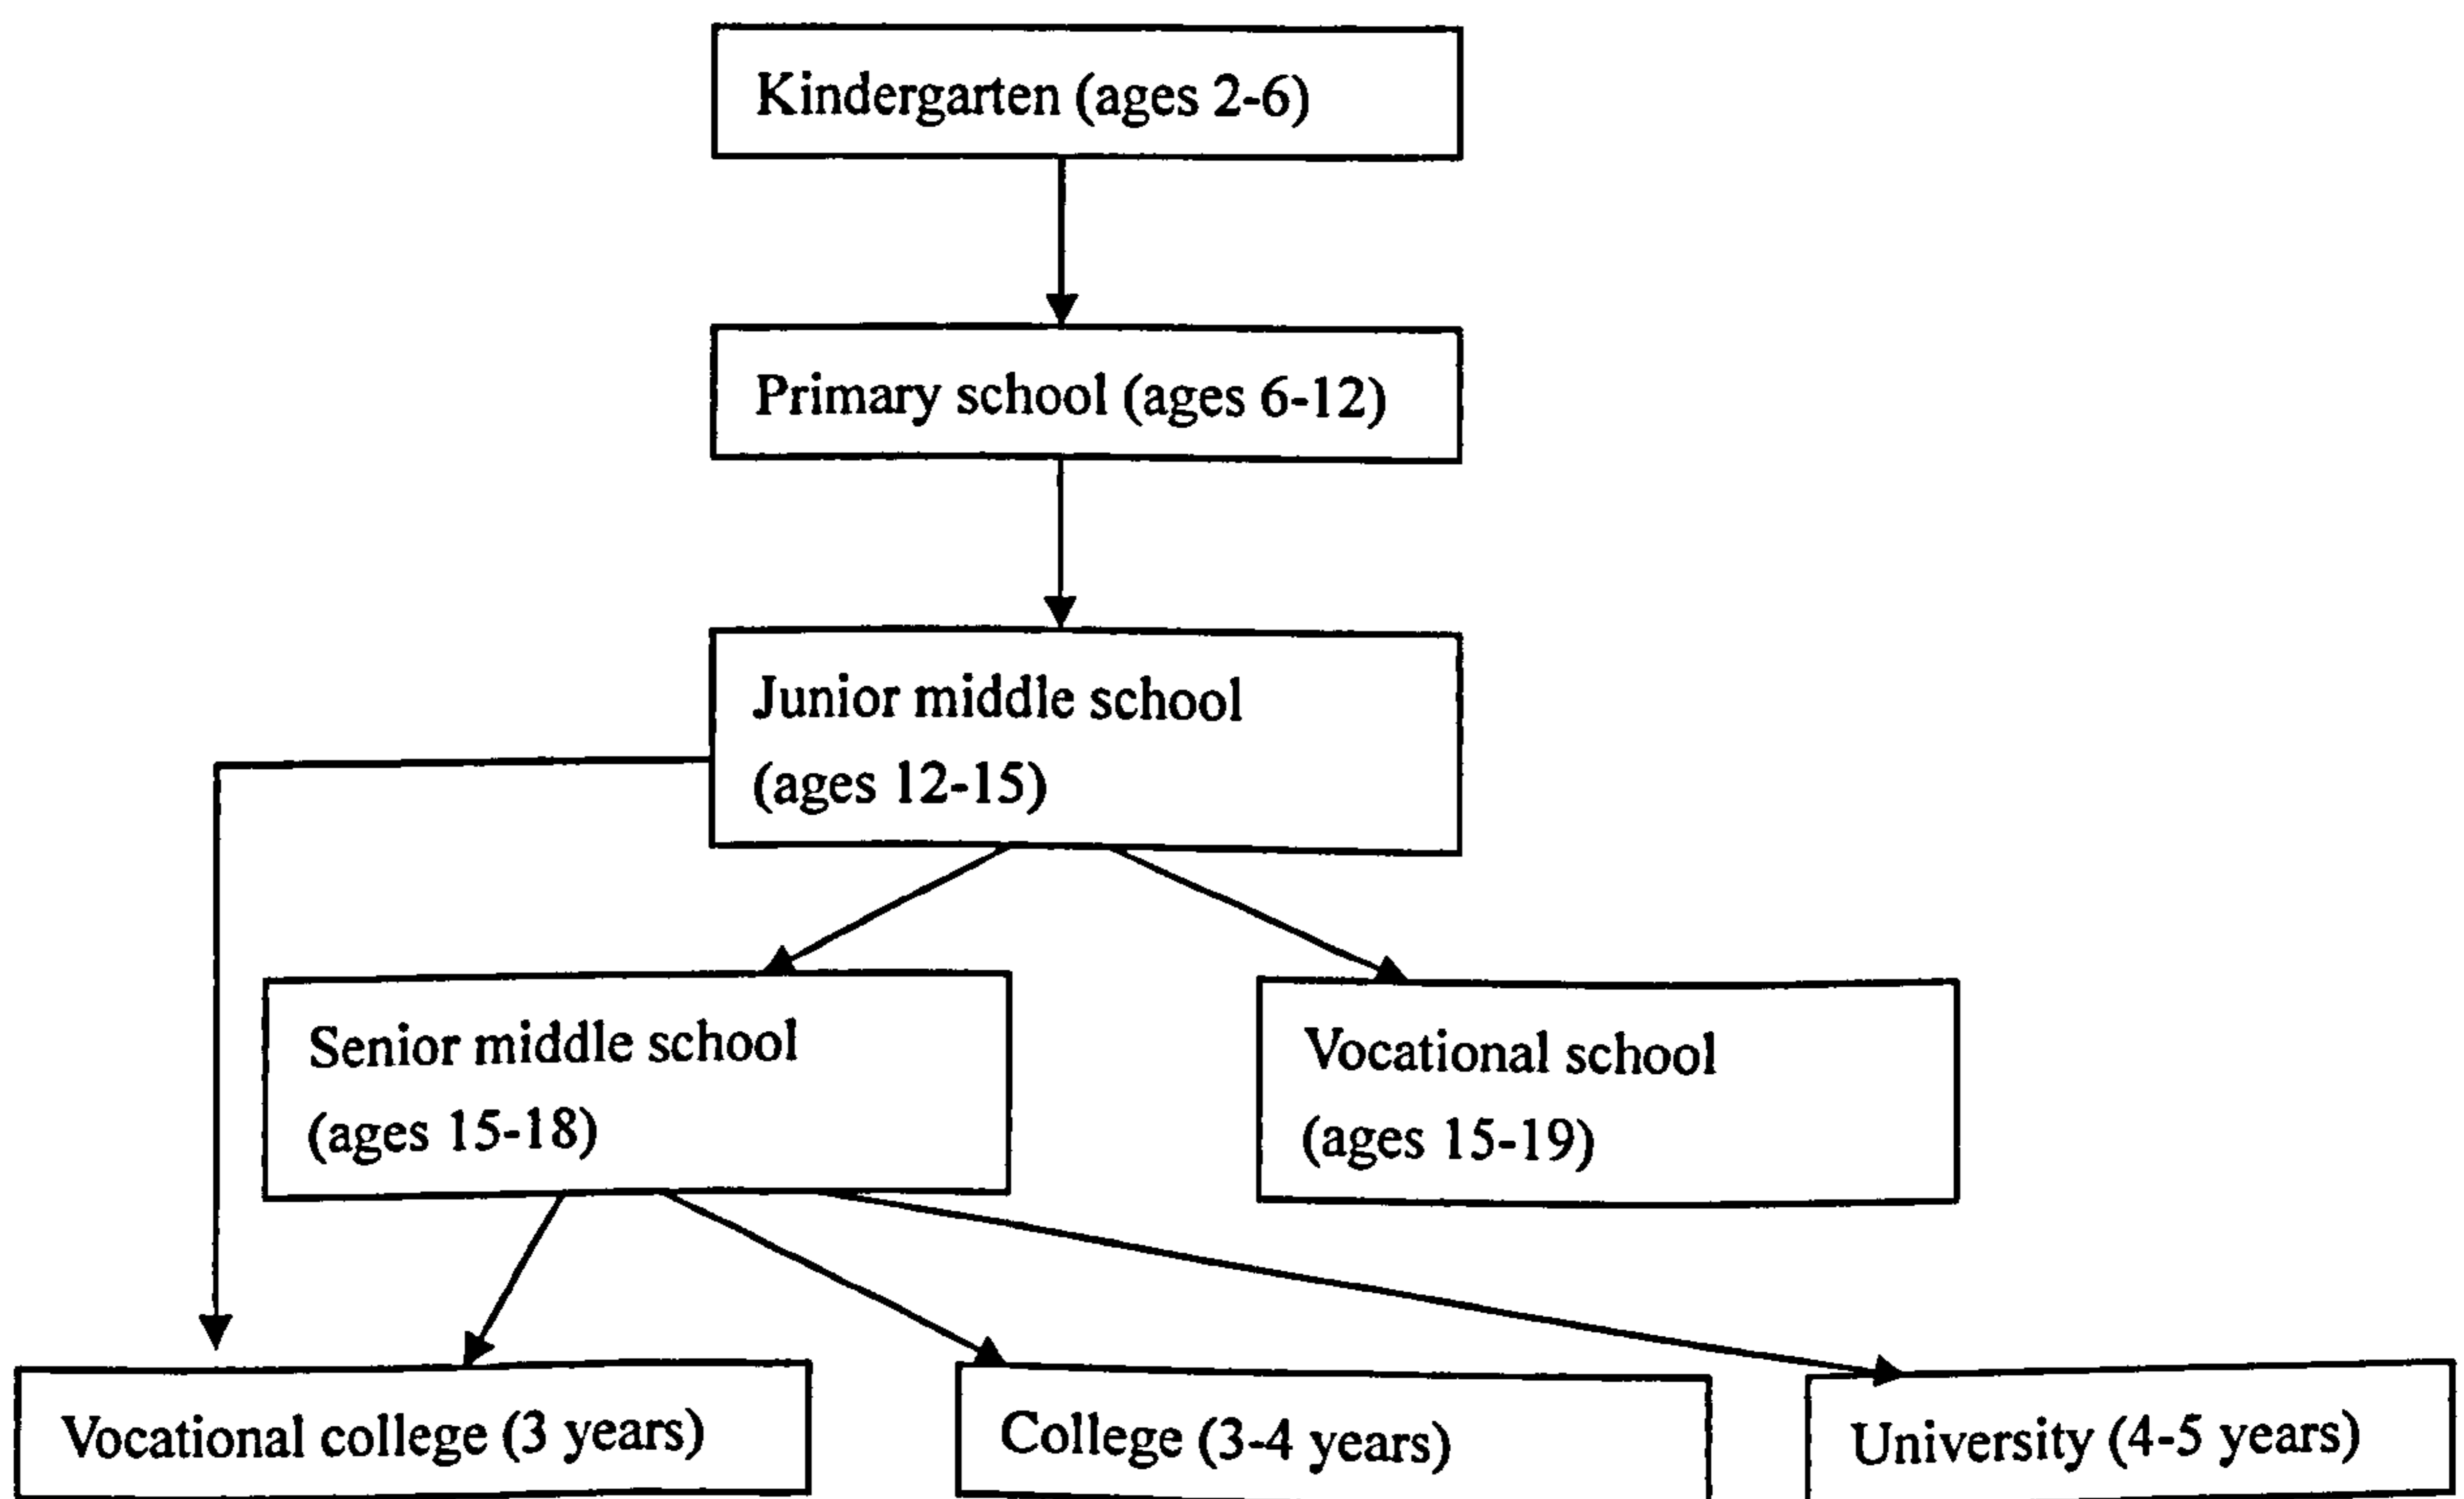 Kindergarten (ages 2-6)
Primary school (ages 6-12)
Junior middle school
(ages 12-15)
Senior middle school
(ages 15-18)
Vocational school
(ages 15-19)
Vocational college (3 years)
College (3-4 years)
University (4-5 years)